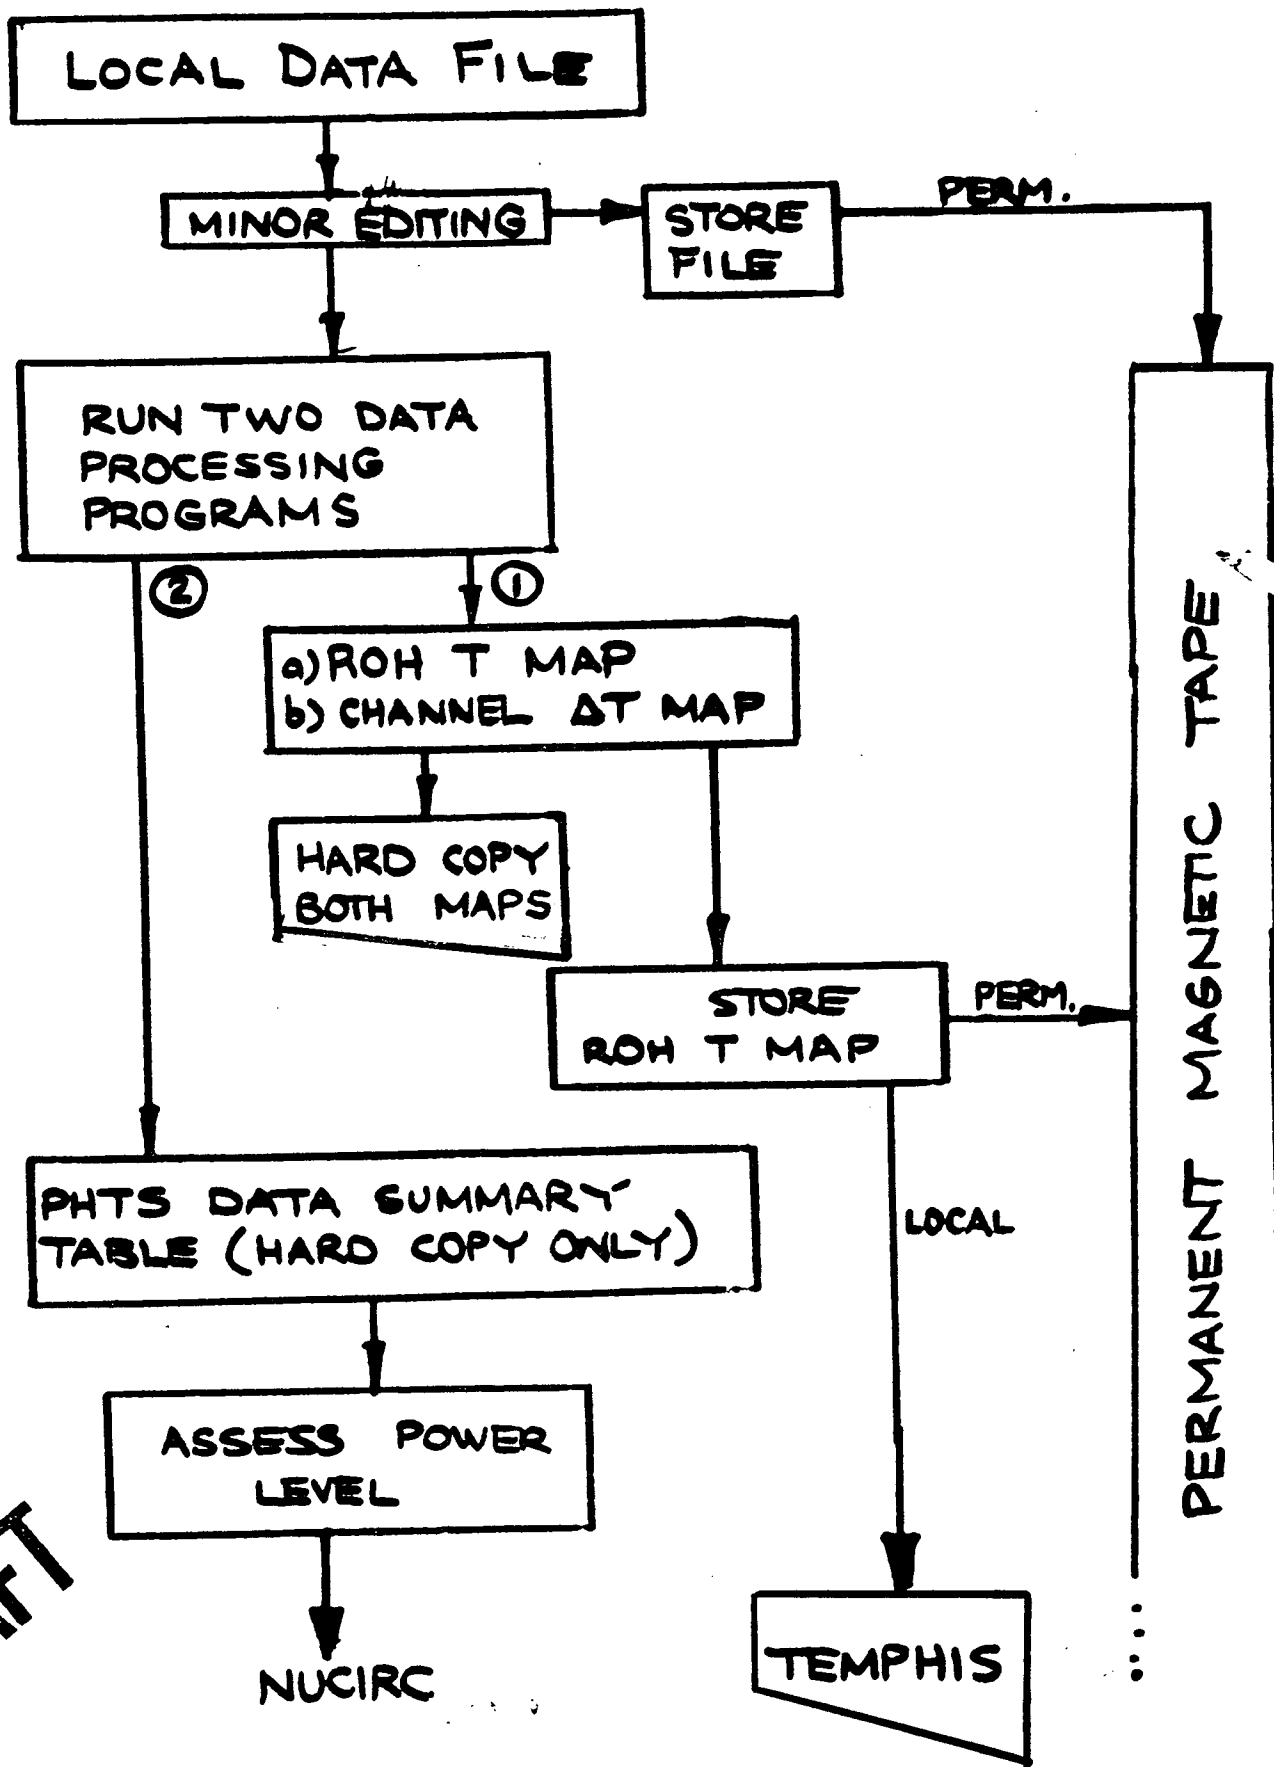 LOCAL DATA FILE
MINOR EDITING
STORE
FILE
PERM.
RUN TWO DATA
PROCESSING
PROGRAMS
②
①
a) ROH T MAP
b) CHANNEL ΔT MAP
HARD COPY
BOTH MAPS
STORE
ROH T MAP
PERM.
PERMANENT MAGNETIC TAPE
PHTS DATA SUMMARY
TABLE (HARD COPY ONLY)
LOCAL
ASSESS POWER
LEVEL
NUCIRC
TEMPHIS